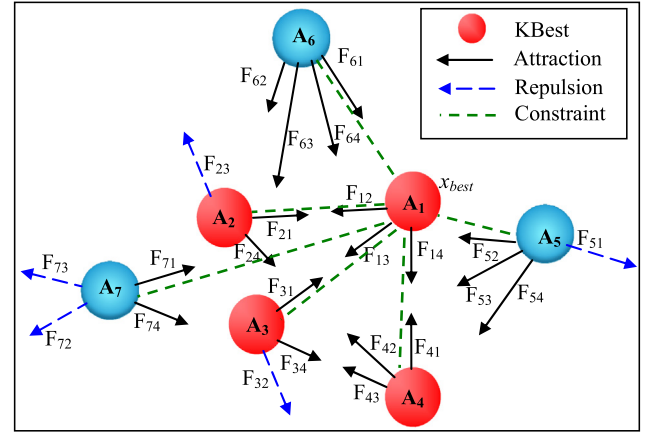 A₆
KBest
Attraction
Repulsion
Constraint
F₆₂
F₆₁
F₆₃
F₆₄
F₂₃
x_best
F₁₂
A₁
A₂
F₂₁
F₂₄
F₁₃
F₁₄
F₅₂
A₅
F₅₁
F₅₃
F₅₄
F₇₃
F₇₁
A₇
F₇₄
F₇₂
F₃₁
A₃
F₃₄
F₃₂
F₄₂
F₄₁
F₄₃
A₄